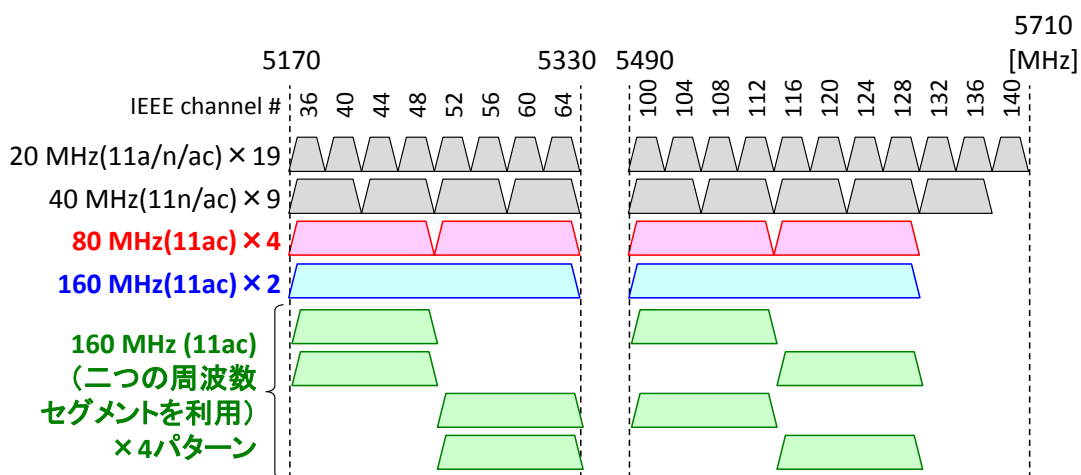 5710
5170 5330 5490 [MHz]
IEEE channel # 36 40 44 48 52 56 60 64 100 104 108 112 116 120 124 128 132 136 140
20 MHz(11a/n/ac)×19
40 MHz(11n/ac)×9
80 MHz(11ac)×4
160 MHz(11ac)×2
160 MHz (11ac)
(二つの周波数
セグメントを利用)
×4パターン